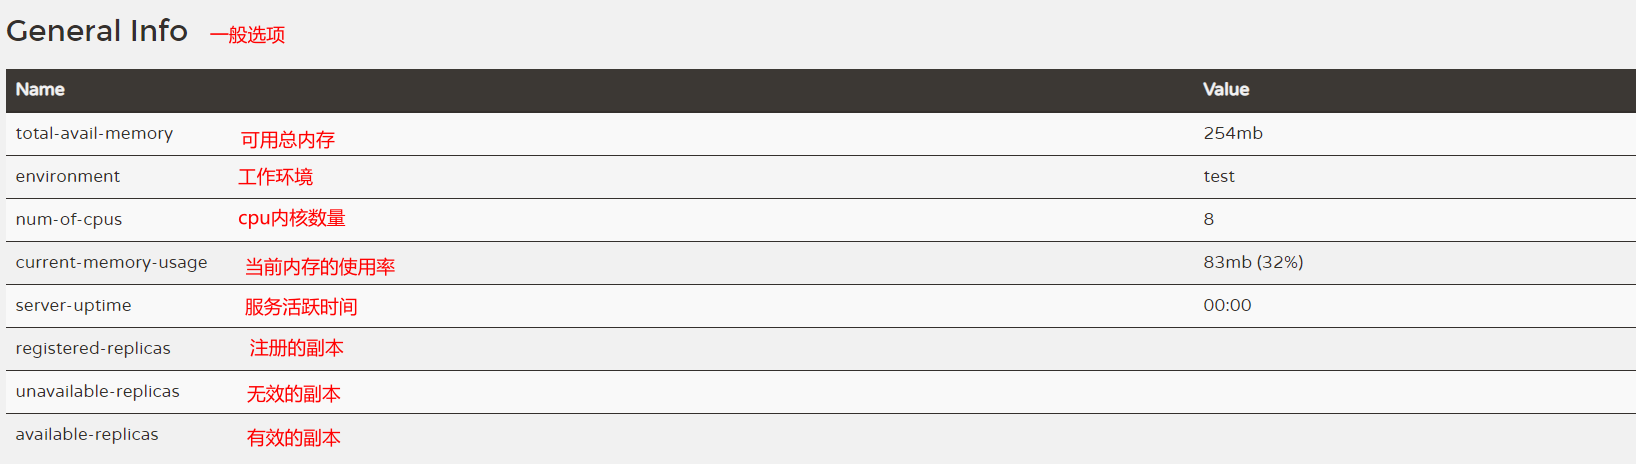 General Info 一般选项
Name Value
total-avail-memory 可用总内存 254mb
environment 工作环境 test
num-of-cpus cpu内核数量 8
current-memory-usage 当前内存的使用率 83mb (32%)
server-uptime 服务活跃时间 00:00
registered-replicas 注册的副本
unavailable-replicas 无效的副本
available-replicas 有效的副本